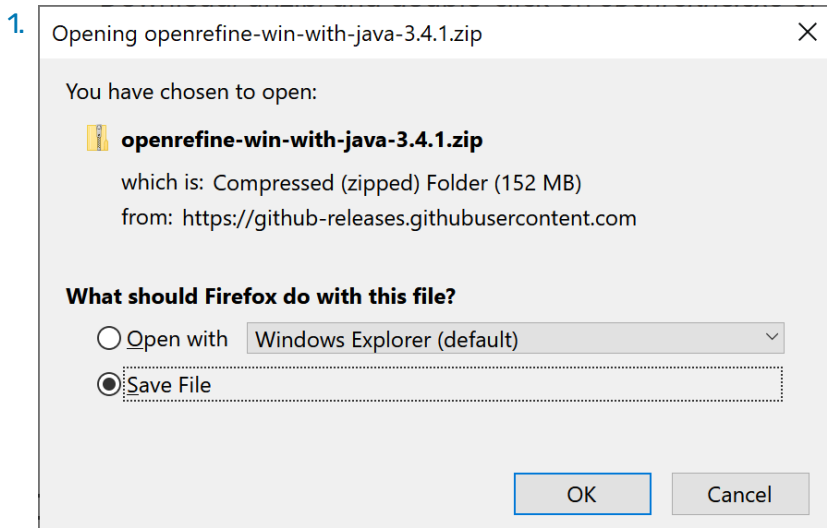 1.
Opening openrefine-win-with-java-3.4.1.zip
You have chosen to open:
openrefine-win-with-java-3.4.1.zip
which is: Compressed (zipped) Folder (152 MB)
from: https://github-releases.githubusercontent.com
What should Firefox do with this file?
Open with Windows Explorer (default)
Save File
OK Cancel